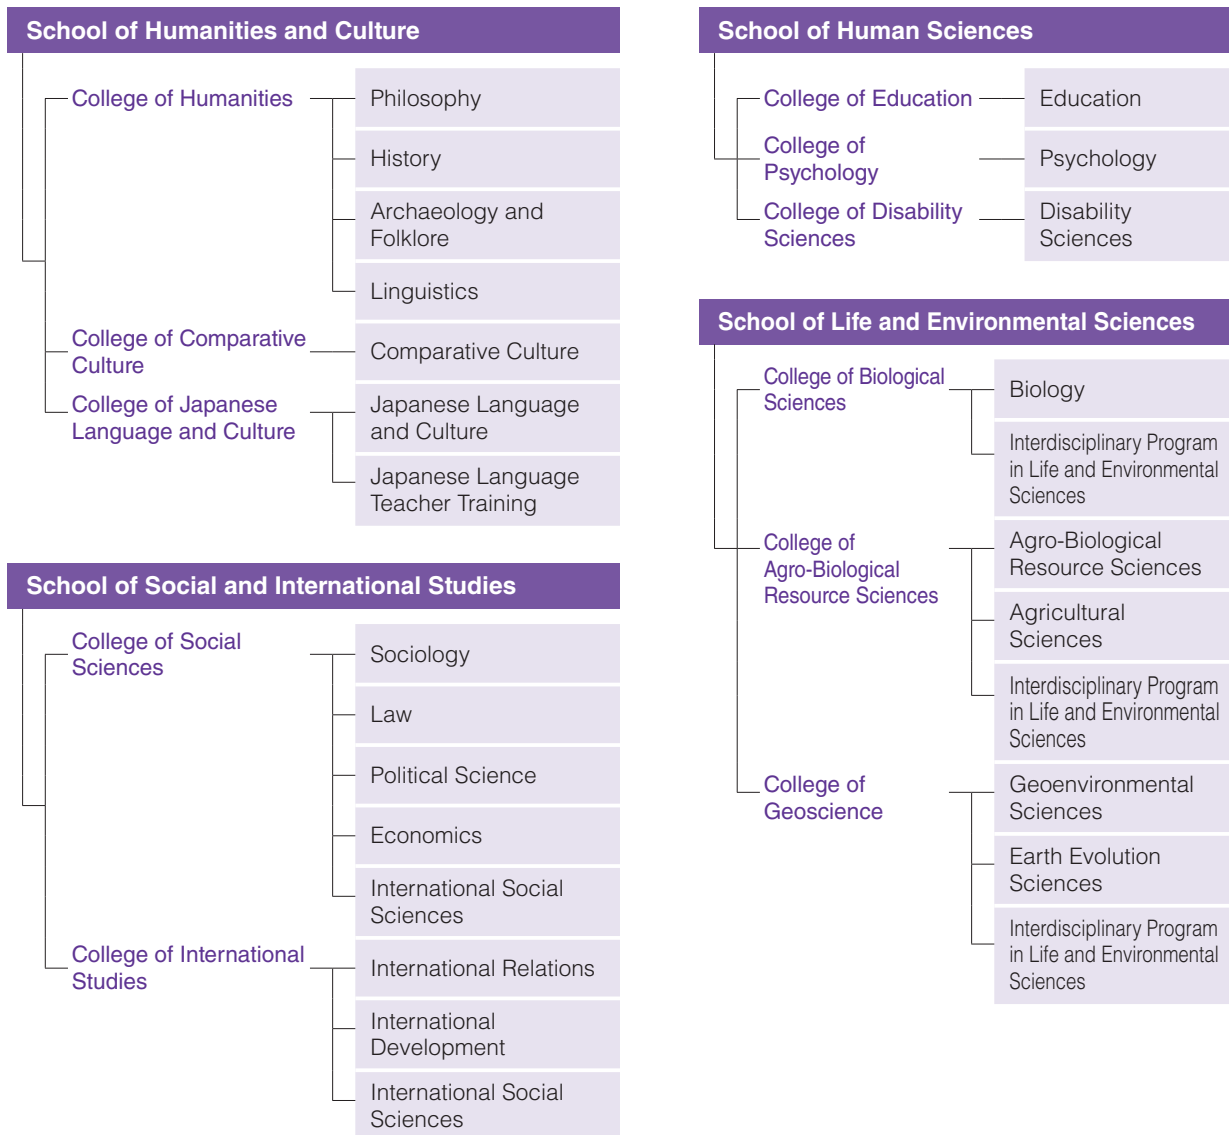 School of Humanities and Culture
College of Humanities
Philosophy
History
Archaeology and
Folklore
Linguistics
College of Comparative
Culture
Comparative Culture
College of Japanese
Language and Culture
Japanese Language
and Culture
Japanese Language
Teacher Training
School of Social and International Studies
College of Social
Sciences
Sociology
Law
Political Science
Economics
International Social
Sciences
College of International
Studies
International Relations
International
Development
International Social
Sciences
School of Human Sciences
College of Education
Education
College of
Psychology
Psychology
College of Disability
Sciences
Disability
Sciences
School of Life and Environmental Sciences
College of Biological
Sciences
Biology
Interdisciplinary Program
in Life and Environmental
Sciences
College of
Agro-Biological
Resource Sciences
Agro-Biological
Resource Sciences
Agricultural
Sciences
Interdisciplinary Program
in Life and Environmental
Sciences
College of
Geoscience
Geoenvironmental
Sciences
Earth Evolution
Sciences
Interdisciplinary Program
in Life and Environmental
Sciences